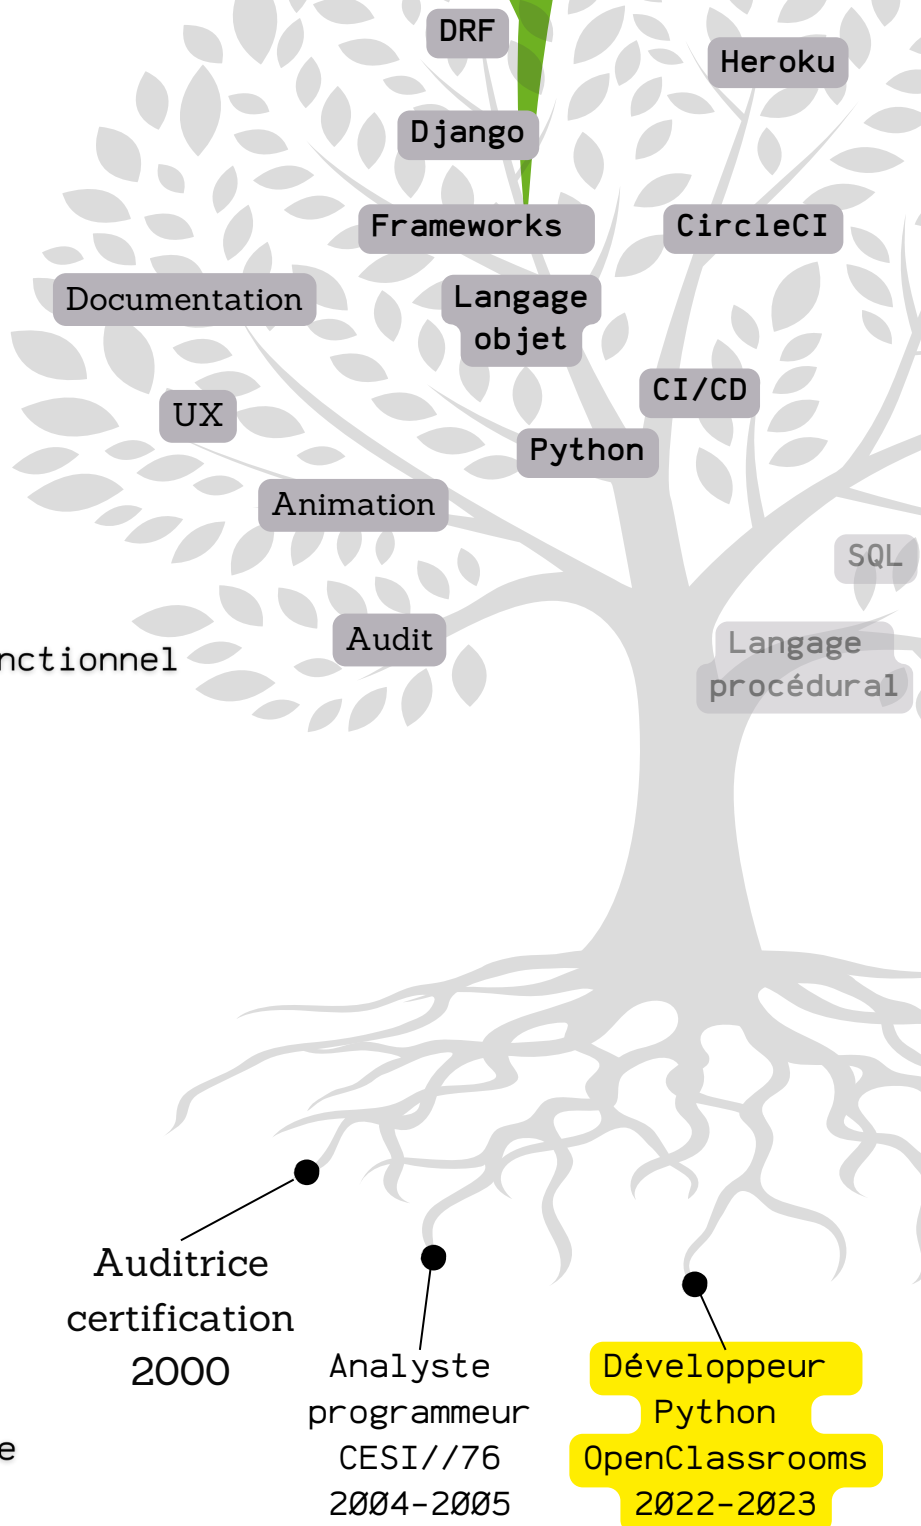 DRF
Heroku
Django
Frameworks
CircleCI
Documentation
Langage
objet
CI/CD
UX
Python
Animation
SQL
Audit
nctionnel
Langage
procédural
Auditrice
certification
2000
Analyste
programmeur
CESI//76
2004-2005
Développeur
Python
OpenClassrooms
2022-2023
e